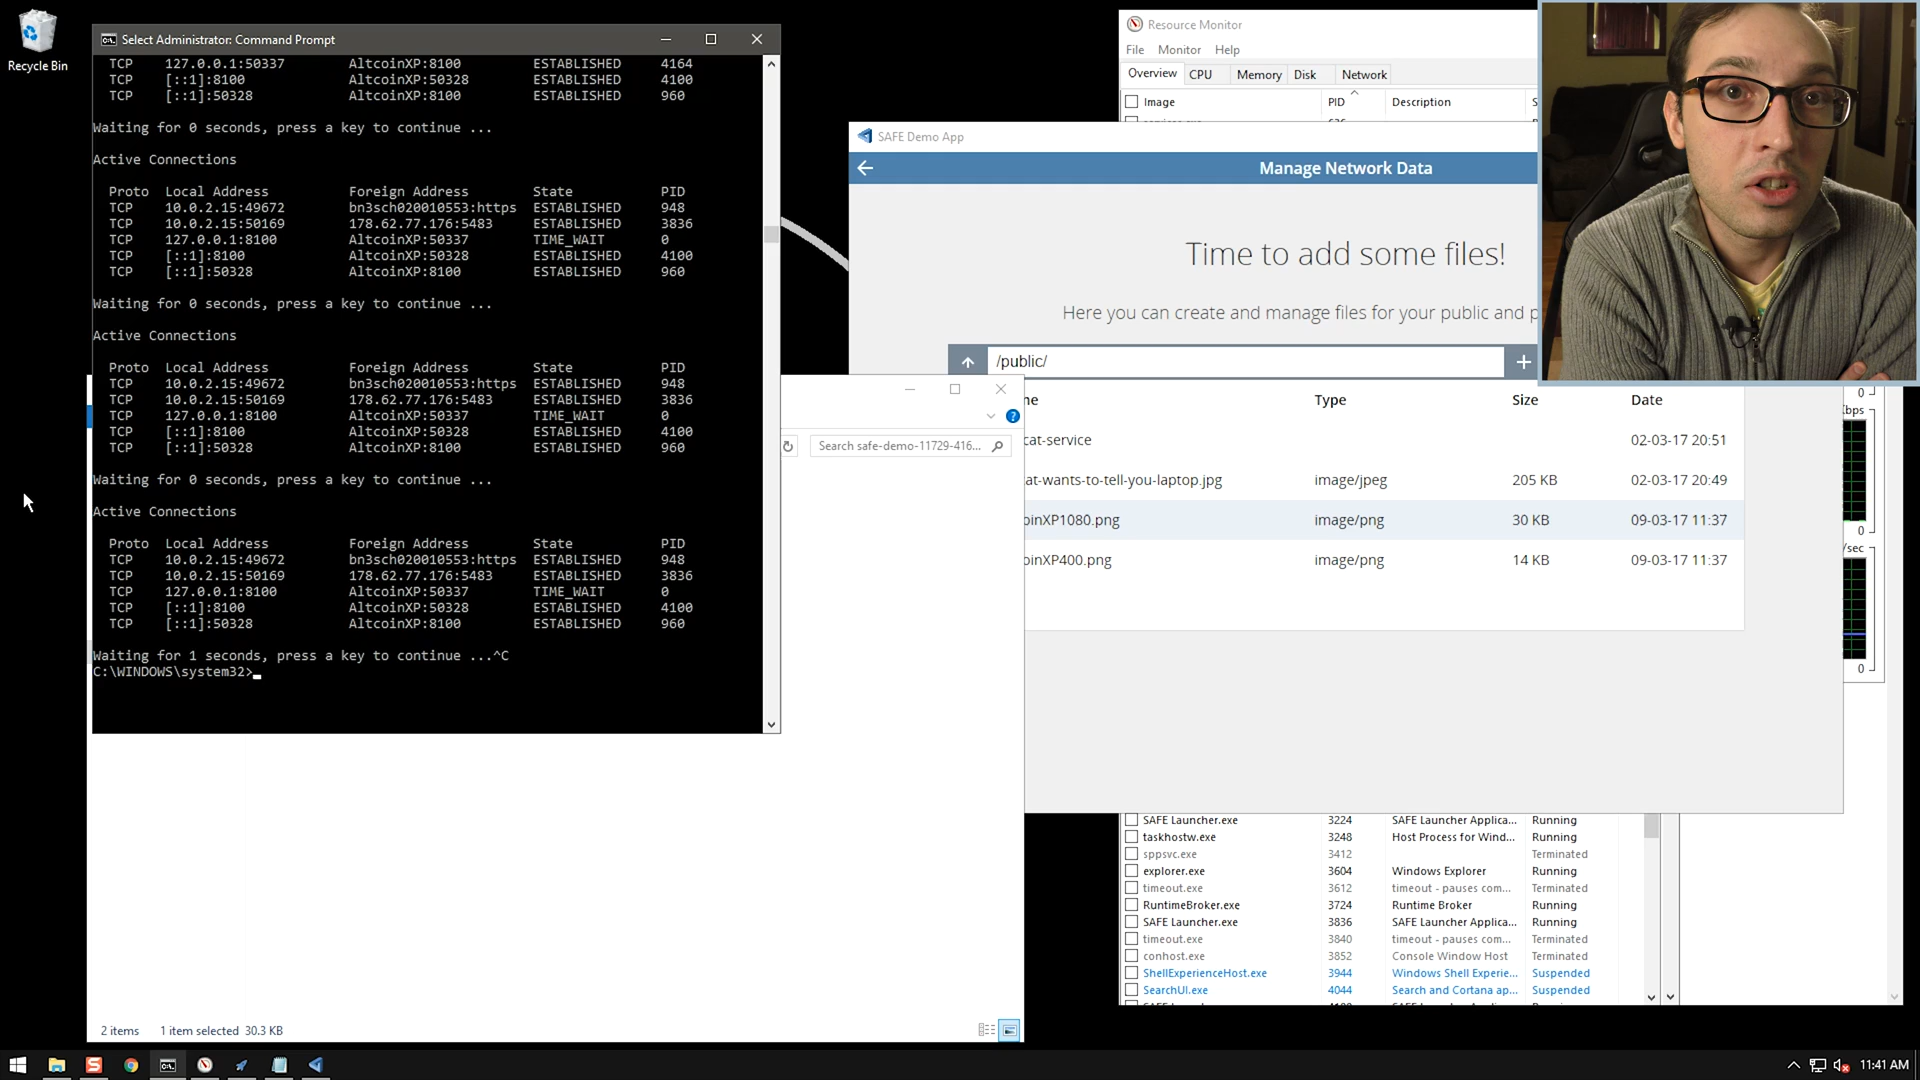 Recycle Bin
Select Administrator: Command Prompt
TCP 127.0.0.1:50337 AltcoinXP:8100 ESTABLISHED 4164
TCP [::1]:8100 AltcoinXP:50328 ESTABLISHED 4100
TCP [::1]:50328 AltcoinXP:8100 ESTABLISHED 960
Waiting for 0 seconds, press a key to continue ...
Active Connections
Proto Local Address Foreign Address State PID
TCP 10.0.2.15:49672 bn3sch020010553:https ESTABLISHED 948
TCP 10.0.2.15:50169 178.62.77.176:5483 ESTABLISHED 3836
TCP 127.0.0.1:8100 AltcoinXP:50337 TIME_WAIT 0
TCP [::1]:8100 AltcoinXP:50328 ESTABLISHED 4100
TCP [::1]:50328 AltcoinXP:8100 ESTABLISHED 960
Waiting for 0 seconds, press a key to continue ...
Active Connections
Proto Local Address Foreign Address State PID
TCP 10.0.2.15:49672 bn3sch020010553:https ESTABLISHED 948
TCP 10.0.2.15:50169 178.62.77.176:5483 ESTABLISHED 3836
TCP 127.0.0.1:8100 AltcoinXP:50337 TIME_WAIT 0
TCP [::1]:8100 AltcoinXP:50328 ESTABLISHED 4100
TCP [::1]:50328 AltcoinXP:8100 ESTABLISHED 960
Waiting for 0 seconds, press a key to continue ...
Active Connections
Proto Local Address Foreign Address State PID
TCP 10.0.2.15:49672 bn3sch020010553:https ESTABLISHED 948
TCP 10.0.2.15:50169 178.62.77.176:5483 ESTABLISHED 3836
TCP 127.0.0.1:8100 AltcoinXP:50337 TIME_WAIT 0
TCP [::1]:8100 AltcoinXP:50328 ESTABLISHED 4100
TCP [::1]:50328 AltcoinXP:8100 ESTABLISHED 960
Waiting for 1 seconds, press a key to continue ...^C
C:\WINDOWS\system32>
Search safe-demo-11729-416...
2 items 1 item selected 30.3 KB
Resource Monitor
File Monitor Help
Overview CPU Memory Disk Network
Image PID Description S
SAFE Demo App
Manage Network Data
Time to add some files!
Here you can create and manage files for your public and p
/public/ +
ne Type Size Date
cat-service 02-03-17 20:51
at-wants-to-tell-you-laptop.jpg image/jpeg 205 KB 02-03-17 20:49
oinXP1080.png image/png 30 KB 09-03-17 11:37
oinXP400.png image/png 14 KB 09-03-17 11:37
0
bps
0
/sec
0
SAFE Launcher.exe 3224 SAFE Launcher Applica... Running
taskhostw.exe 3248 Host Process for Wind... Running
sppsvc.exe 3412 Terminated
explorer.exe 3604 Windows Explorer Running
timeout.exe 3612 timeout - pauses com... Terminated
RuntimeBroker.exe 3724 Runtime Broker Running
SAFE Launcher.exe 3836 SAFE Launcher Applica... Running
timeout.exe 3840 timeout - pauses com... Terminated
conhost.exe 3852 Console Window Host Terminated
ShellExperienceHost.exe 3944 Windows Shell Experie... Suspended
SearchUI.exe 4044 Search and Cortana ap... Suspended
11:41 AM